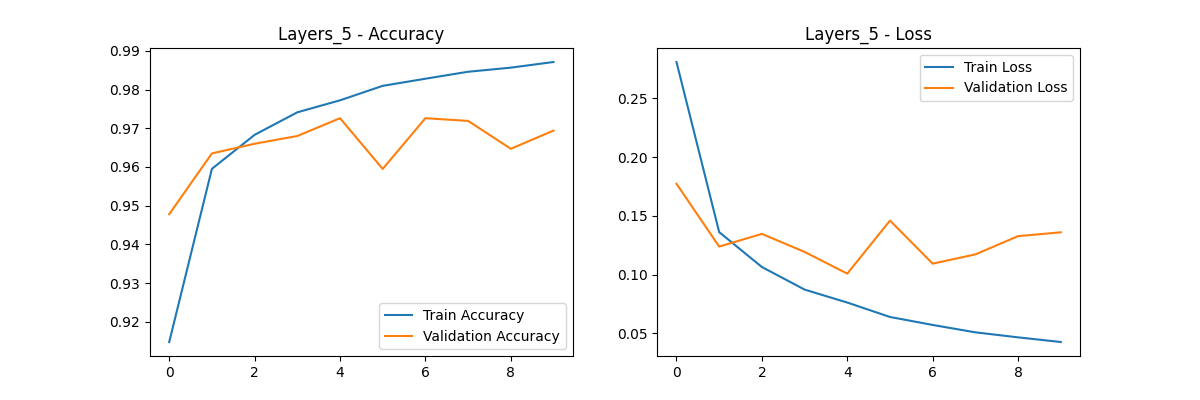 Layers_5 - Accuracy
0.99
0.98
0.97
0.96
0.95
0.94
0.93
0.92
Train Accuracy
Validation Accuracy
0 2 4 6 8
Layers_5 - Loss
Train Loss
Validation Loss
0.25
0.20
0.15
0.10
0.05
0 2 4 6 8